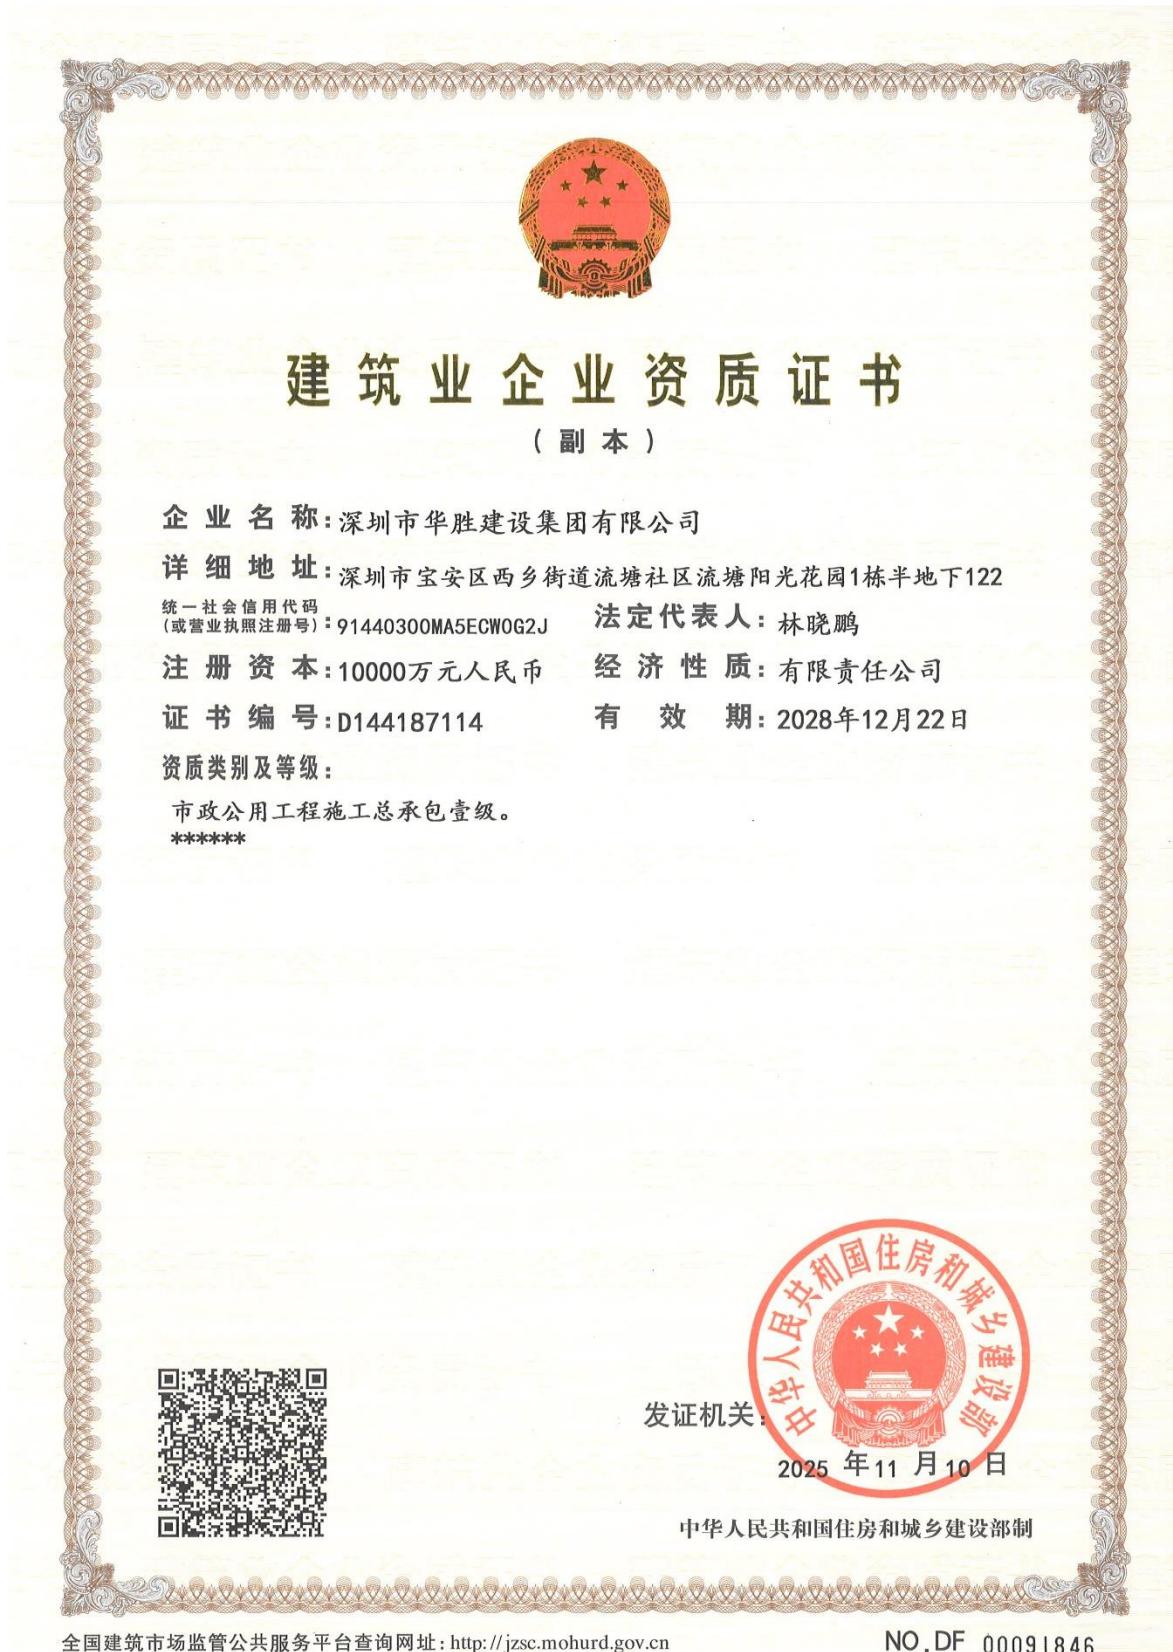 建筑业企业资质证书
（副本）
企业名称：深圳市华胜建设集团有限公司
详细地址：深圳市宝安区西乡街道流塘社区流塘阳光花园1栋半地下122
统一社会信用代码
（或营业执照注册号）：91440300MA5ECW0G2J 法定代表人：林晓鹏
注册资本：10000万元人民币 经济性质：有限责任公司
证书编号：D144187114 有效期：2028年12月22日
资质类别及等级：
市政公用工程施工总承包壹级。
******
中华人民共和国住房和城乡建设部
发证机关：
2025 年 11 月 10 日
中华人民共和国住房和城乡建设部制
全国建筑市场监管公共服务平台查询网址：http://jzsc.mohurd.gov.cn
NO.DF 00091846